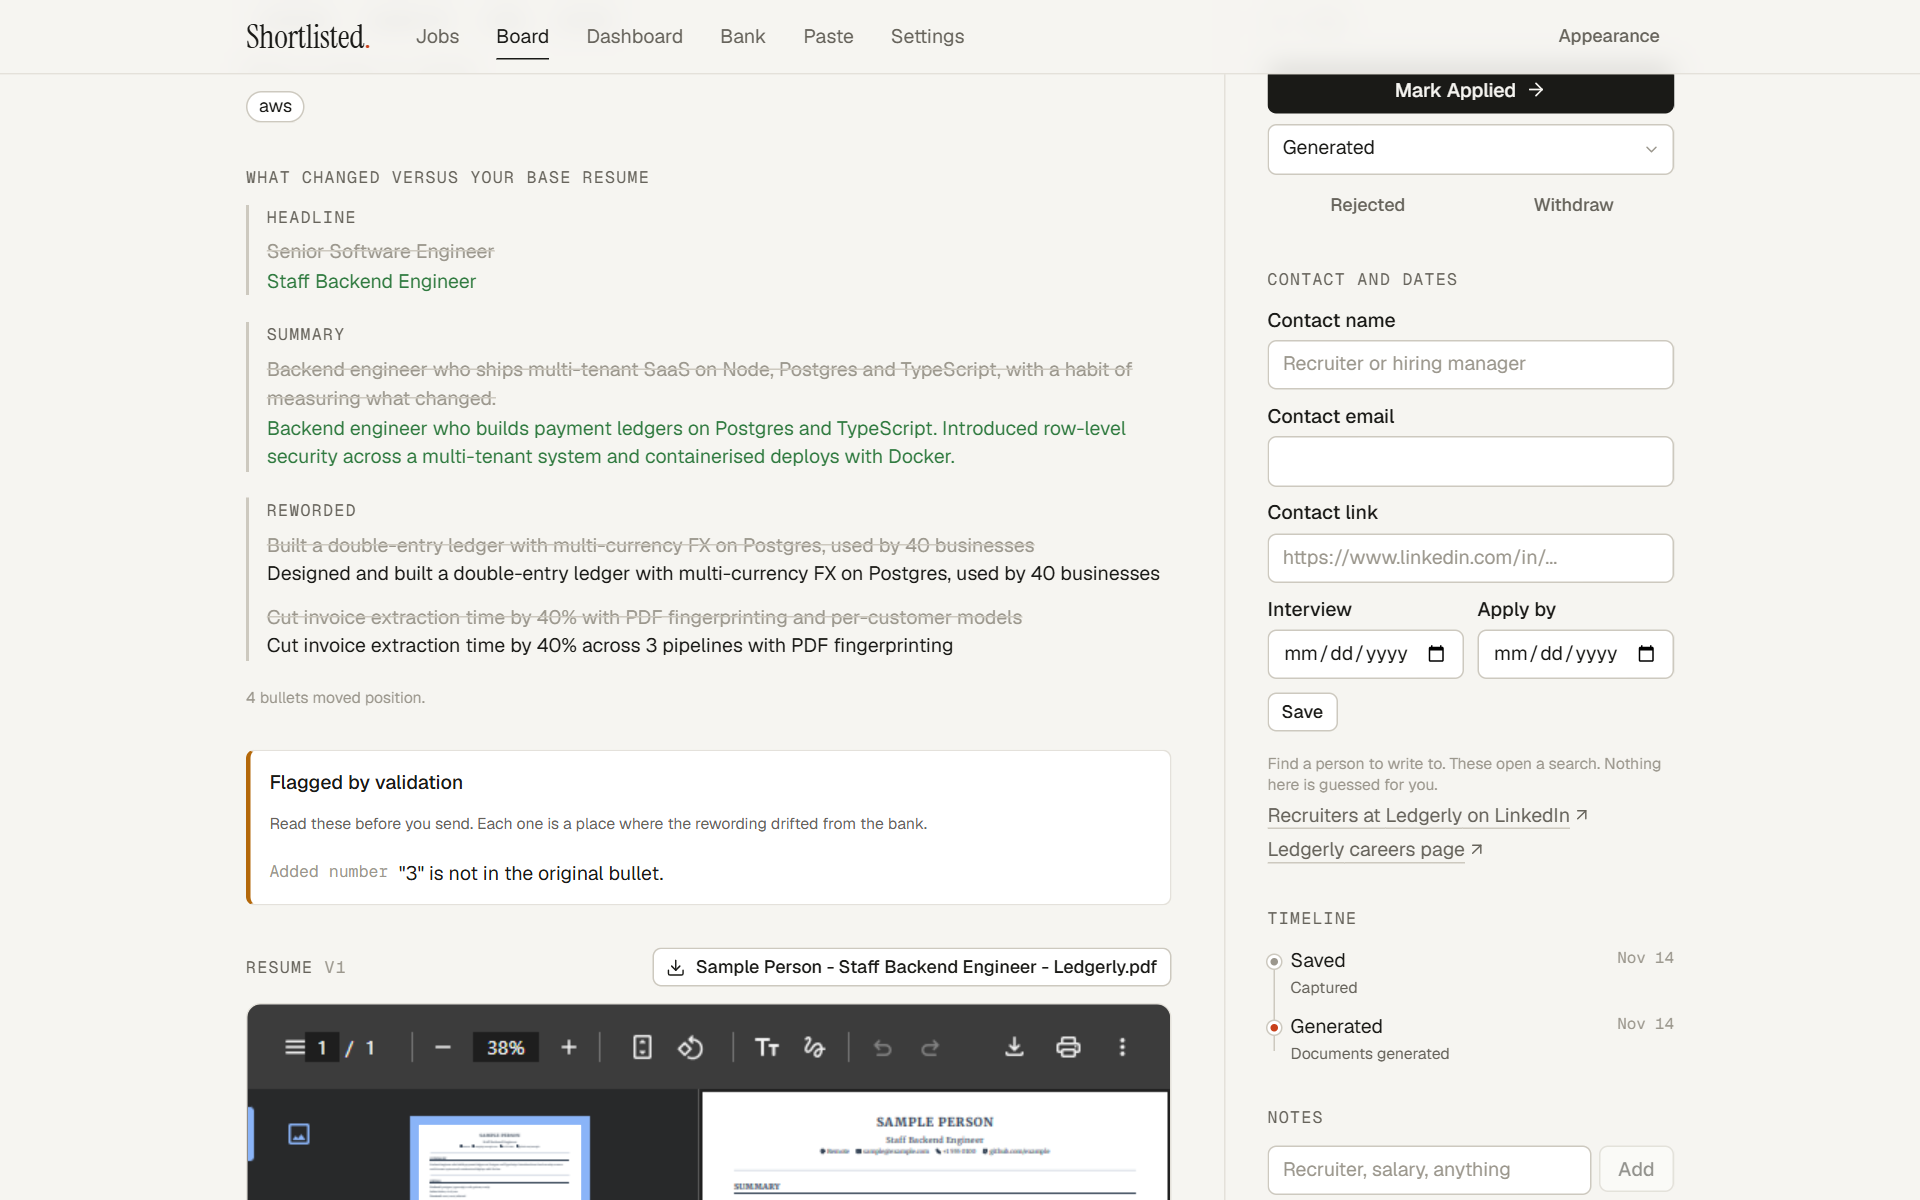 Shortlisted.
Jobs
Board
Dashboard
Bank
Paste
Settings
Appearance
aws
WHAT CHANGED VERSUS YOUR BASE RESUME
HEADLINE
Senior Software Engineer
Staff Backend Engineer
SUMMARY
Backend engineer who ships multi-tenant SaaS on Node, Postgres and TypeScript, with a habit of
measuring what changed.
Backend engineer who builds payment ledgers on Postgres and TypeScript. Introduced row-level
security across a multi-tenant system and containerised deploys with Docker.
REWORDED
Built a double-entry ledger with multi-currency FX on Postgres, used by 40 businesses
Designed and built a double-entry ledger with multi-currency FX on Postgres, used by 40 businesses
Cut invoice extraction time by 40% with PDF fingerprinting and per-customer models
Cut invoice extraction time by 40% across 3 pipelines with PDF fingerprinting
4 bullets moved position.
Flagged by validation
Read these before you send. Each one is a place where the rewording drifted from the bank.
Added number "3" is not in the original bullet.
RESUME V1
Sample Person - Staff Backend Engineer - Ledgerly.pdf
1 / 1
38%
SAMPLE PERSON
Staff Backend Engineer
Website sample@example.com +1 555 0100 github.com/example
SUMMARY
Mark Applied →
Generated
Rejected
Withdraw
CONTACT AND DATES
Contact name
Recruiter or hiring manager
Contact email
Contact link
https://www.linkedin.com/in/...
Interview
Apply by
mm/dd/yyyy
mm/dd/yyyy
Save
Find a person to write to. These open a search. Nothing
here is guessed for you.
Recruiters at Ledgerly on LinkedIn
Ledgerly careers page
TIMELINE
Saved
Nov 14
Captured
Generated
Nov 14
Documents generated
NOTES
Recruiter, salary, anything
Add